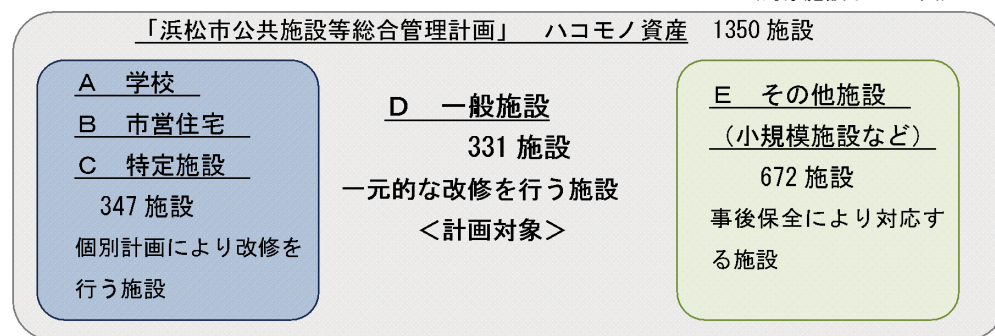 「浜松市公共施設等総合管理計画」　ハコモノ資産　1350 施設
A　学校
B　市営住宅
C　特定施設
347 施設
個別計画により改修を
行う施設
D　一般施設
331 施設
一元的な改修を行う施設
＜計画対象＞
E　その他施設
（小規模施設など）
672 施設
事後保全により対応す
る施設